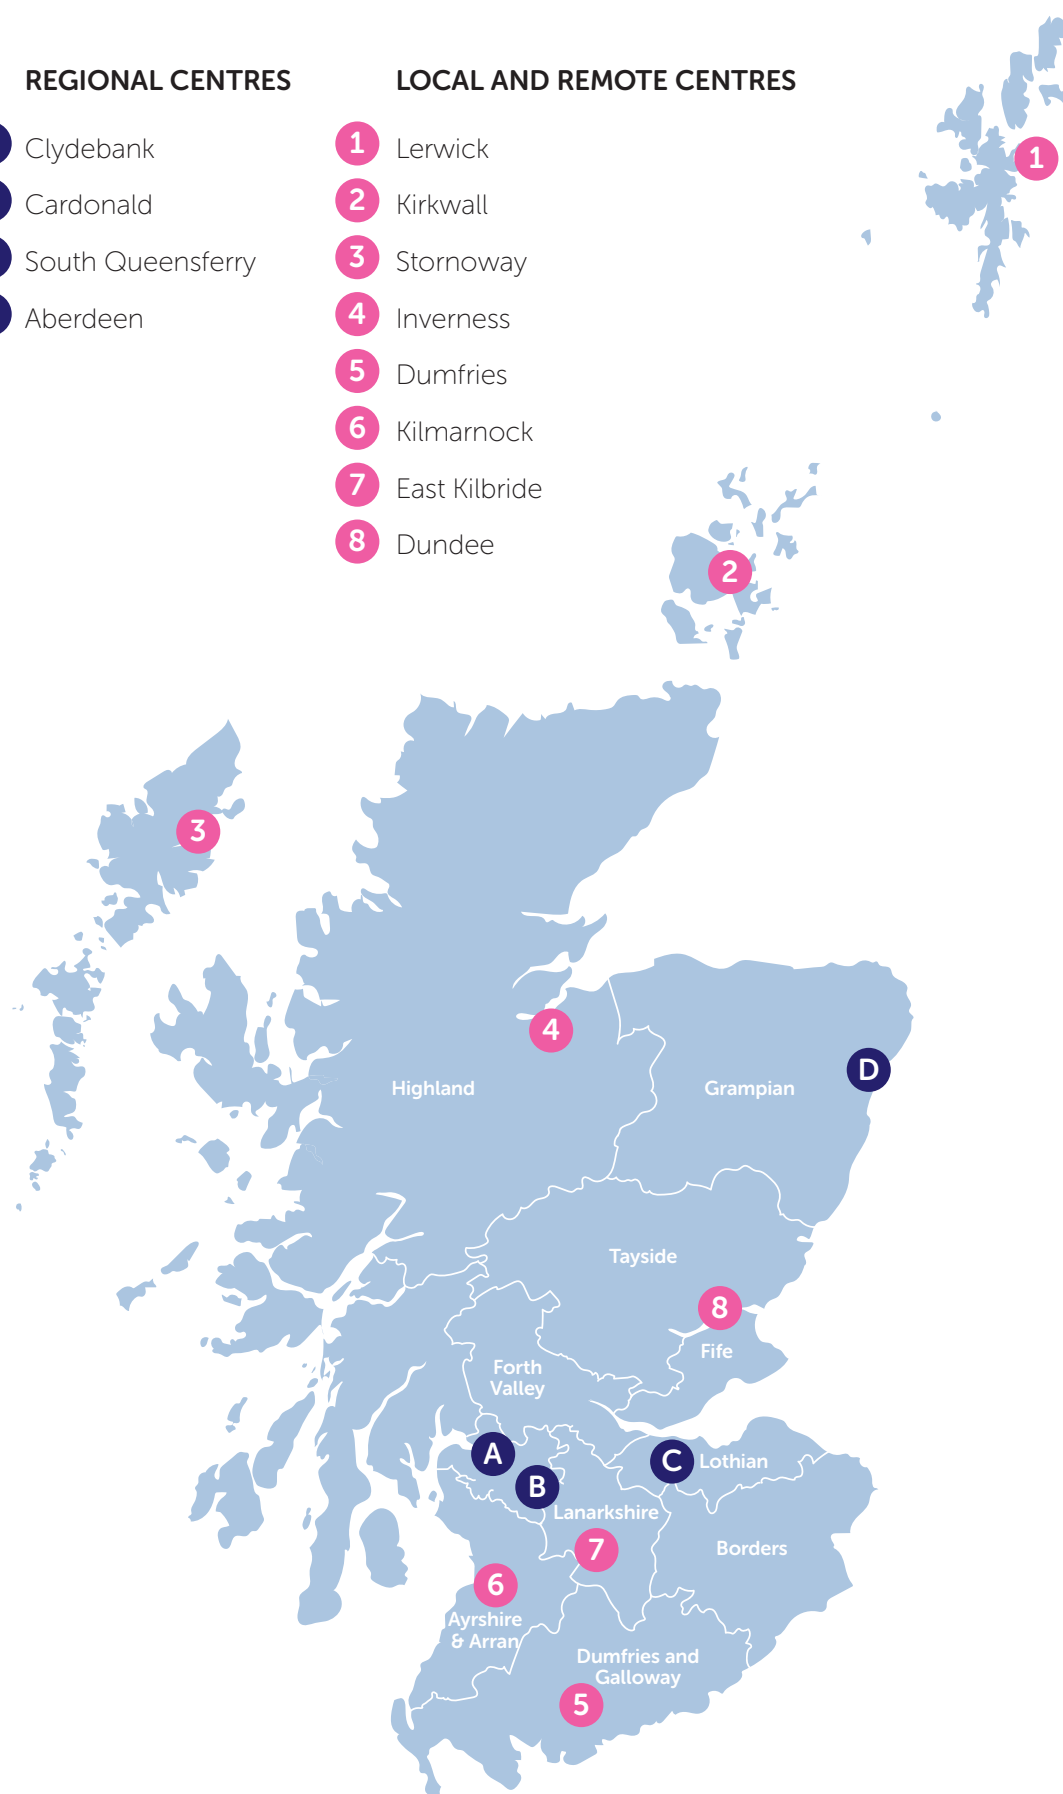 REGIONAL CENTRES
Clydebank
Cardonald
South Queensferry
Aberdeen
LOCAL AND REMOTE CENTRES
1 Lerwick
2 Kirkwall
3 Stornoway
4 Inverness
5 Dumfries
6 Kilmarnock
7 East Kilbride
8 Dundee
1
2
3
4
Highland
Grampian
D
Tayside
8
Fife
Forth
Valley
A
B
C
Lothian
Lanarkshire
7
Borders
6
Ayrshire
& Arran
Dumfries and
Galloway
5